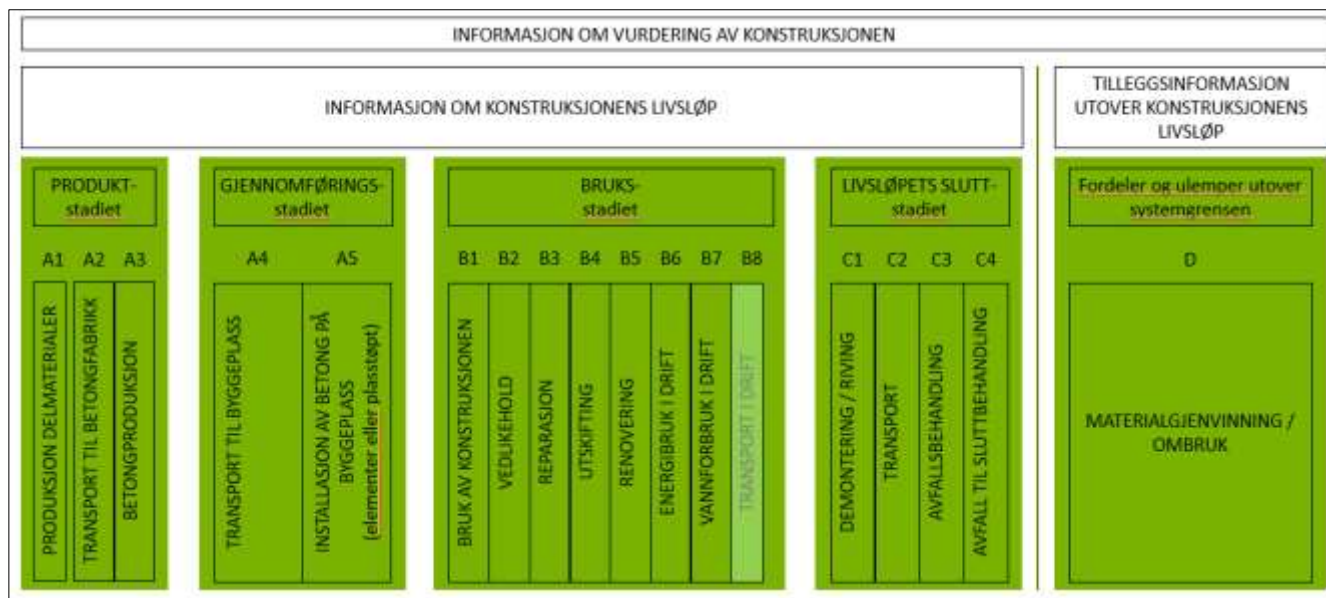 INFORMASJON OM VURDERING AV KONSTRUKSJONEN
INFORMASJON OM KONSTRUKSJONENS LIVSLØP
TILLEGGSINFORMASJON
UTOVER KONSTRUKSJONENS
LIVSLØP
PRODUKT-
stadiet
GJENNOMFØRINGS-
stadiet
BRUKS-
stadiet
LIVSLØPETS SLUTT-
stadiet
Fordeler og ulemper utover
systemgrensen
A1 A2 A3
A4 A5
B1 B2 B3 B4 B5 B6 B7 B8
C1 C2 C3 C4
D
PRODUKSJON DELMATERIALER
TRANSPORT TIL BETONGFABRIKK
BETONGPRODUKSJON
TRANSPORT TIL BYGGEPLASS
INSTALLASJON AV BETONG PÅ
BYGGEPLASS
(elementer eller plasstøpt)
BRUK AV KONSTRUKSJONEN
VEDLIKEHOLD
REPARASJON
UTSKIFTING
RENOVERING
ENERGIBRUK I DRIFT
VANNFORBRUK I DRIFT
TRANSPORT I DRIFT
DEMONTERING / RIVING
TRANSPORT
AVFALLSBEHANDLING
AVFALL TIL SLUTTBEHANDLING
MATERIALGJENVINNING /
OMBRUK